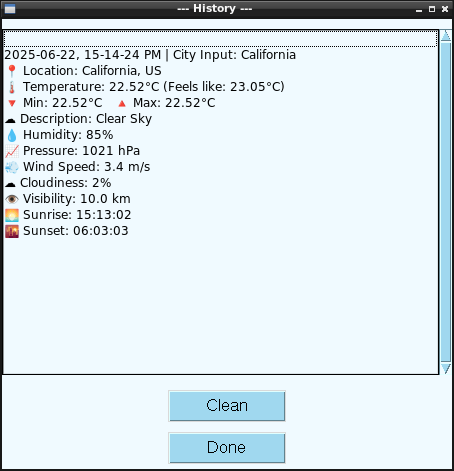 --- History ---
2025-06-22, 15-14-24 PM | City Input: California
📍 Location: California, US
🌡 Temperature: 22.52°C (Feels like: 23.05°C)
🔻 Min: 22.52°C 🔺 Max: 22.52°C
☁ Description: Clear Sky
💧 Humidity: 85%
📈 Pressure: 1021 hPa
💨 Wind Speed: 3.4 m/s
☁ Cloudiness: 2%
👁 Visibility: 10.0 km
🌅 Sunrise: 15:13:02
🌇 Sunset: 06:03:03
Clean
Done